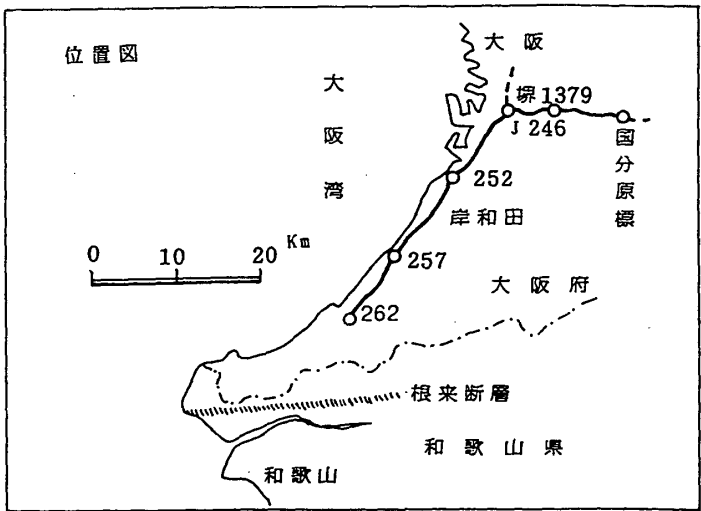 位置図
大阪
大阪湾
堺 1379
J 246
国分原標
252
岸和田
0 10 20 Km
257
大阪府
262
根来断層
和歌山県
和歌山